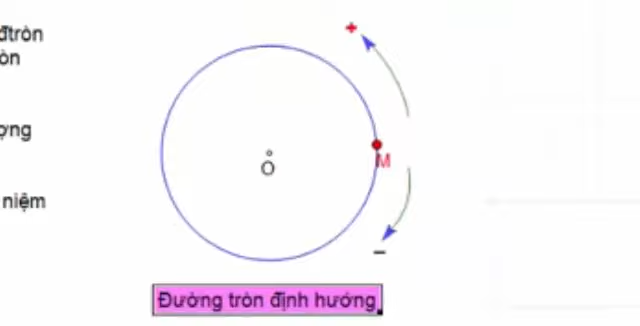 đtròn
òn
ợng
niệm
+
M
O
−
Đường tròn định hướng